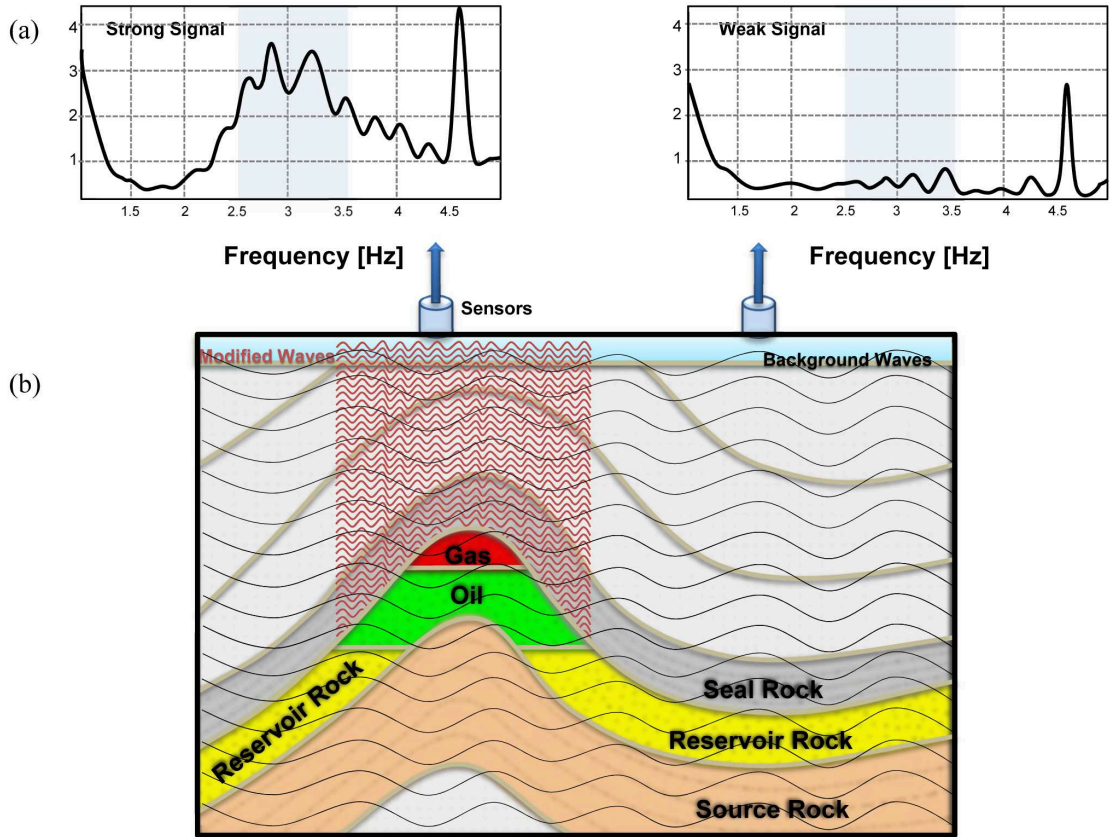 (a)
Strong Signal
4
3
2
1
1.5 2 2.5 3 3.5 4 4.5
Frequency [Hz]
Weak Signal
4
3
2
1
1.5 2 2.5 3 3.5 4 4.5
Frequency [Hz]
Sensors
(b)
Modified Waves
Background Waves
Gas
Oil
Reservoir Rock
Seal Rock
Reservoir Rock
Source Rock